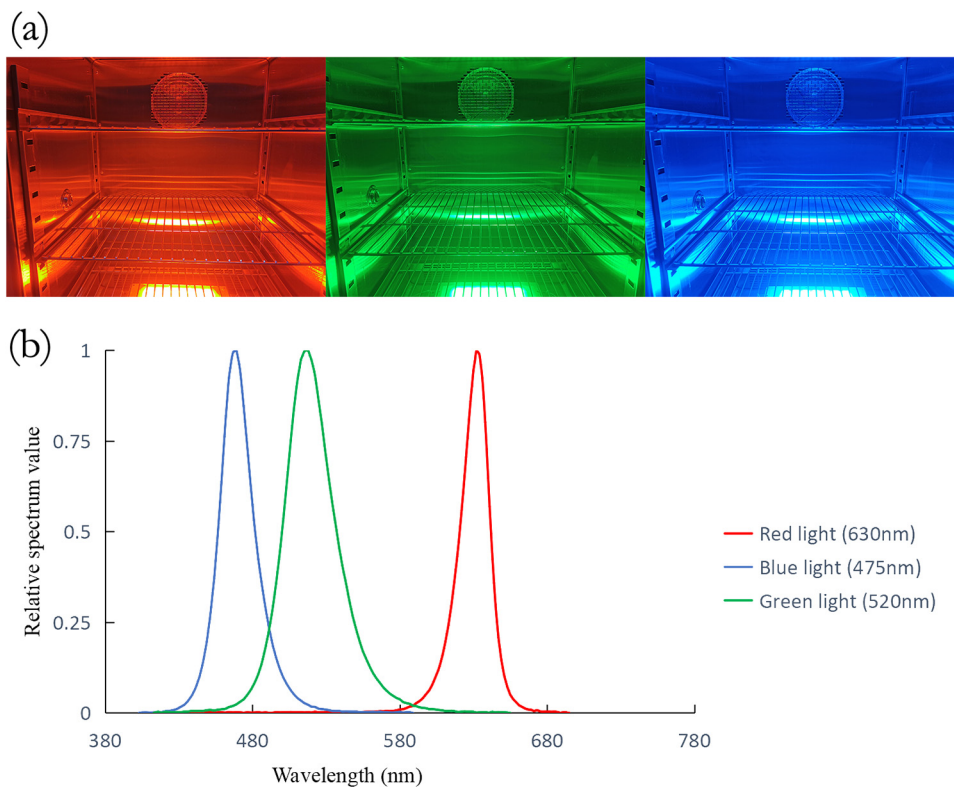 (a)
(b)
1
0.75
0.5
0.25
0
380
480
580
680
780
Relative spectrum value
Wavelength (nm)
Red light (630nm)
Blue light (475nm)
Green light (520nm)